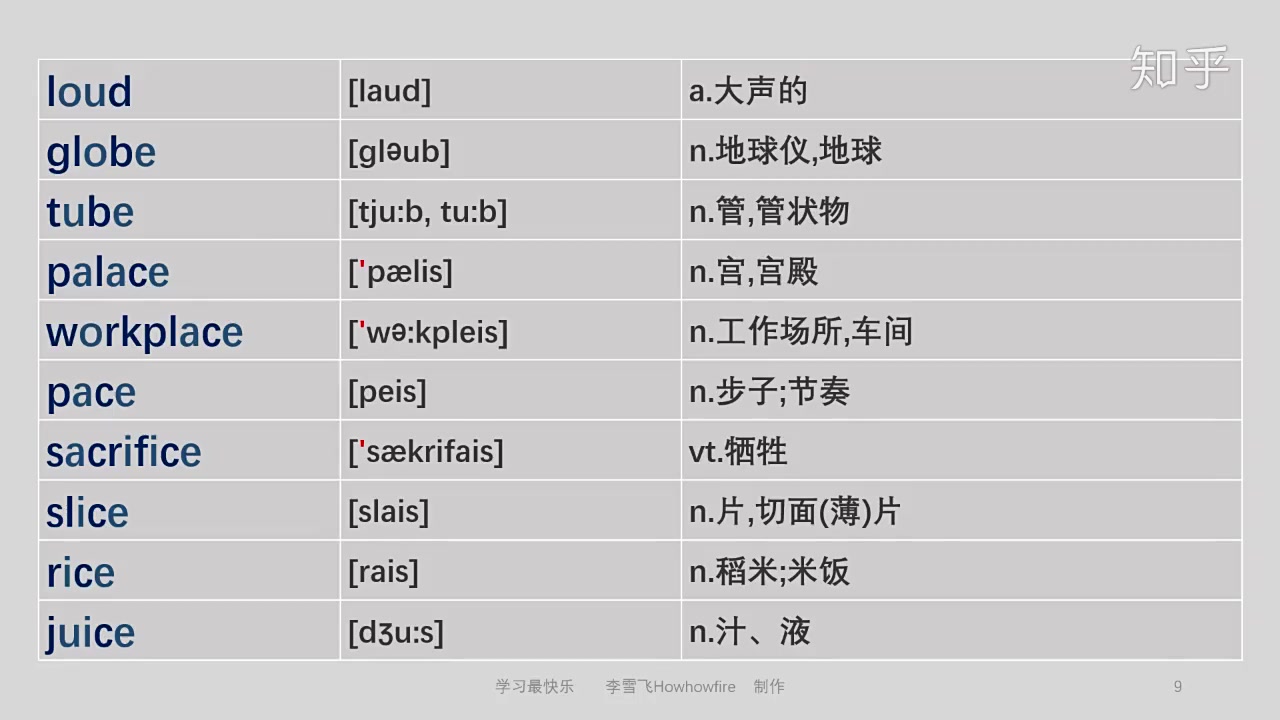 知乎
loud [laud] a.大声的
globe [gləub] n.地球仪,地球
tube [tju:b, tu:b] n.管,管状物
palace ['pælis] n.宫,宫殿
workplace ['wə:kpleis] n.工作场所,车间
pace [peis] n.步子;节奏
sacrifice ['sækrifais] vt.牺牲
slice [slais] n.片,切面(薄)片
rice [rais] n.稻米;米饭
juice [dʒu:s] n.汁、液
学习最快乐 李雪飞Howhowfire 制作 9